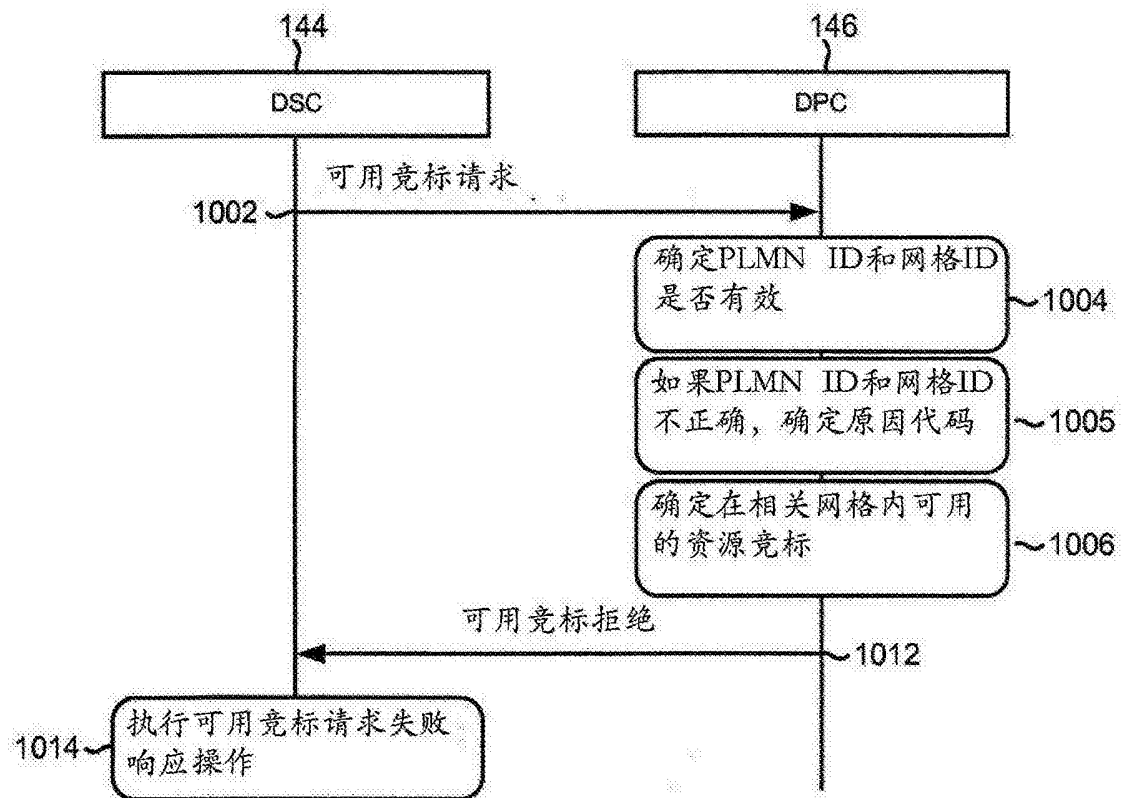 144
146
DSC
DPC
可用竞标请求
1002
确定PLMN ID和网格ID
是否有效
1004
如果PLMN ID和网格ID
不正确，确定原因代码
1005
确定在相关网格内可用
的资源竞标
1006
可用竞标拒绝
1012
执行可用竞标请求失败
响应操作
1014